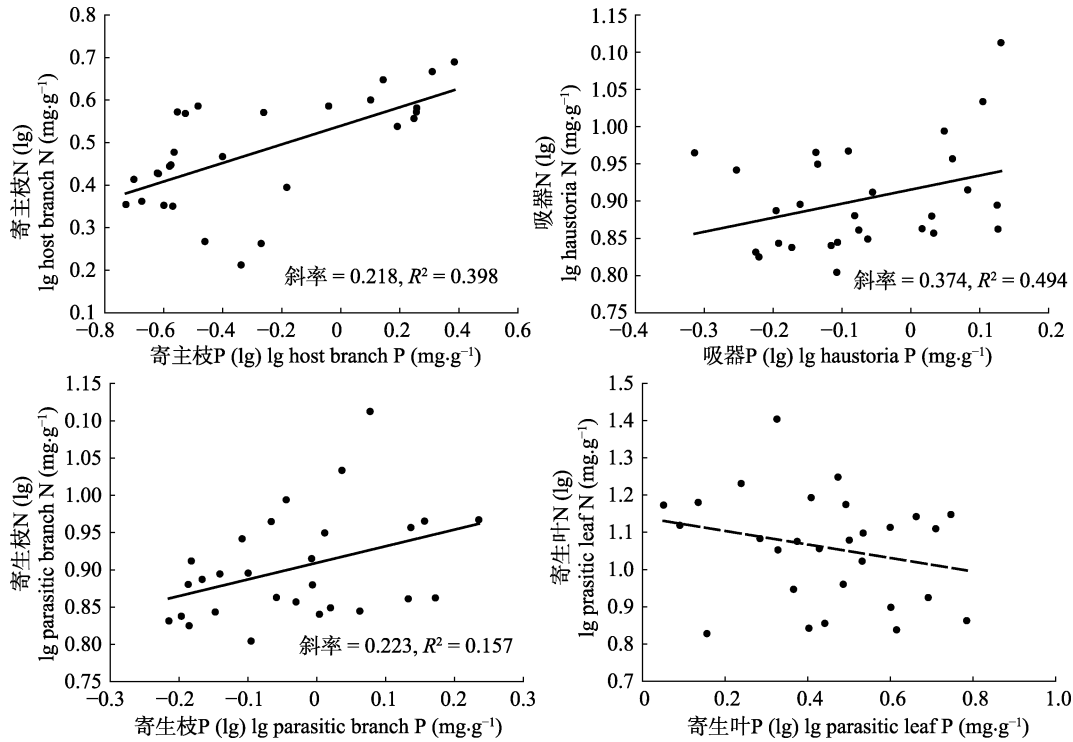 0.8
0.7
0.6
0.5
0.4
0.3
0.2
0.1
寄主枝N (lg)
lg host branch N (mg·g⁻¹)
斜率 = 0.218, R² = 0.398
−0.8 −0.6 −0.4 −0.2 0 0.2 0.4 0.6
寄主枝P (lg) lg host branch P (mg·g⁻¹)
1.15
1.10
1.05
1.00
0.95
0.90
0.85
0.80
0.75
吸器N (lg)
lg haustoria N (mg·g⁻¹)
斜率 = 0.374, R² = 0.494
−0.4 −0.3 −0.2 −0.1 0 0.1 0.2
吸器P (lg) lg haustoria P (mg·g⁻¹)
1.15
1.10
1.05
1.00
0.95
0.90
0.85
0.80
0.75
寄生枝N (lg)
lg parasitic branch N (mg·g⁻¹)
斜率 = 0.223, R² = 0.157
−0.3 −0.2 −0.1 0 0.1 0.2 0.3
寄生枝P (lg) lg parasitic branch P (mg·g⁻¹)
1.5
1.4
1.3
1.2
1.1
1.0
0.9
0.8
0.7
寄生叶N (lg)
lg prasitic leaf N (mg·g⁻¹)
0 0.2 0.4 0.6 0.8 1.0
寄生叶P (lg) lg parasitic leaf P (mg·g⁻¹)